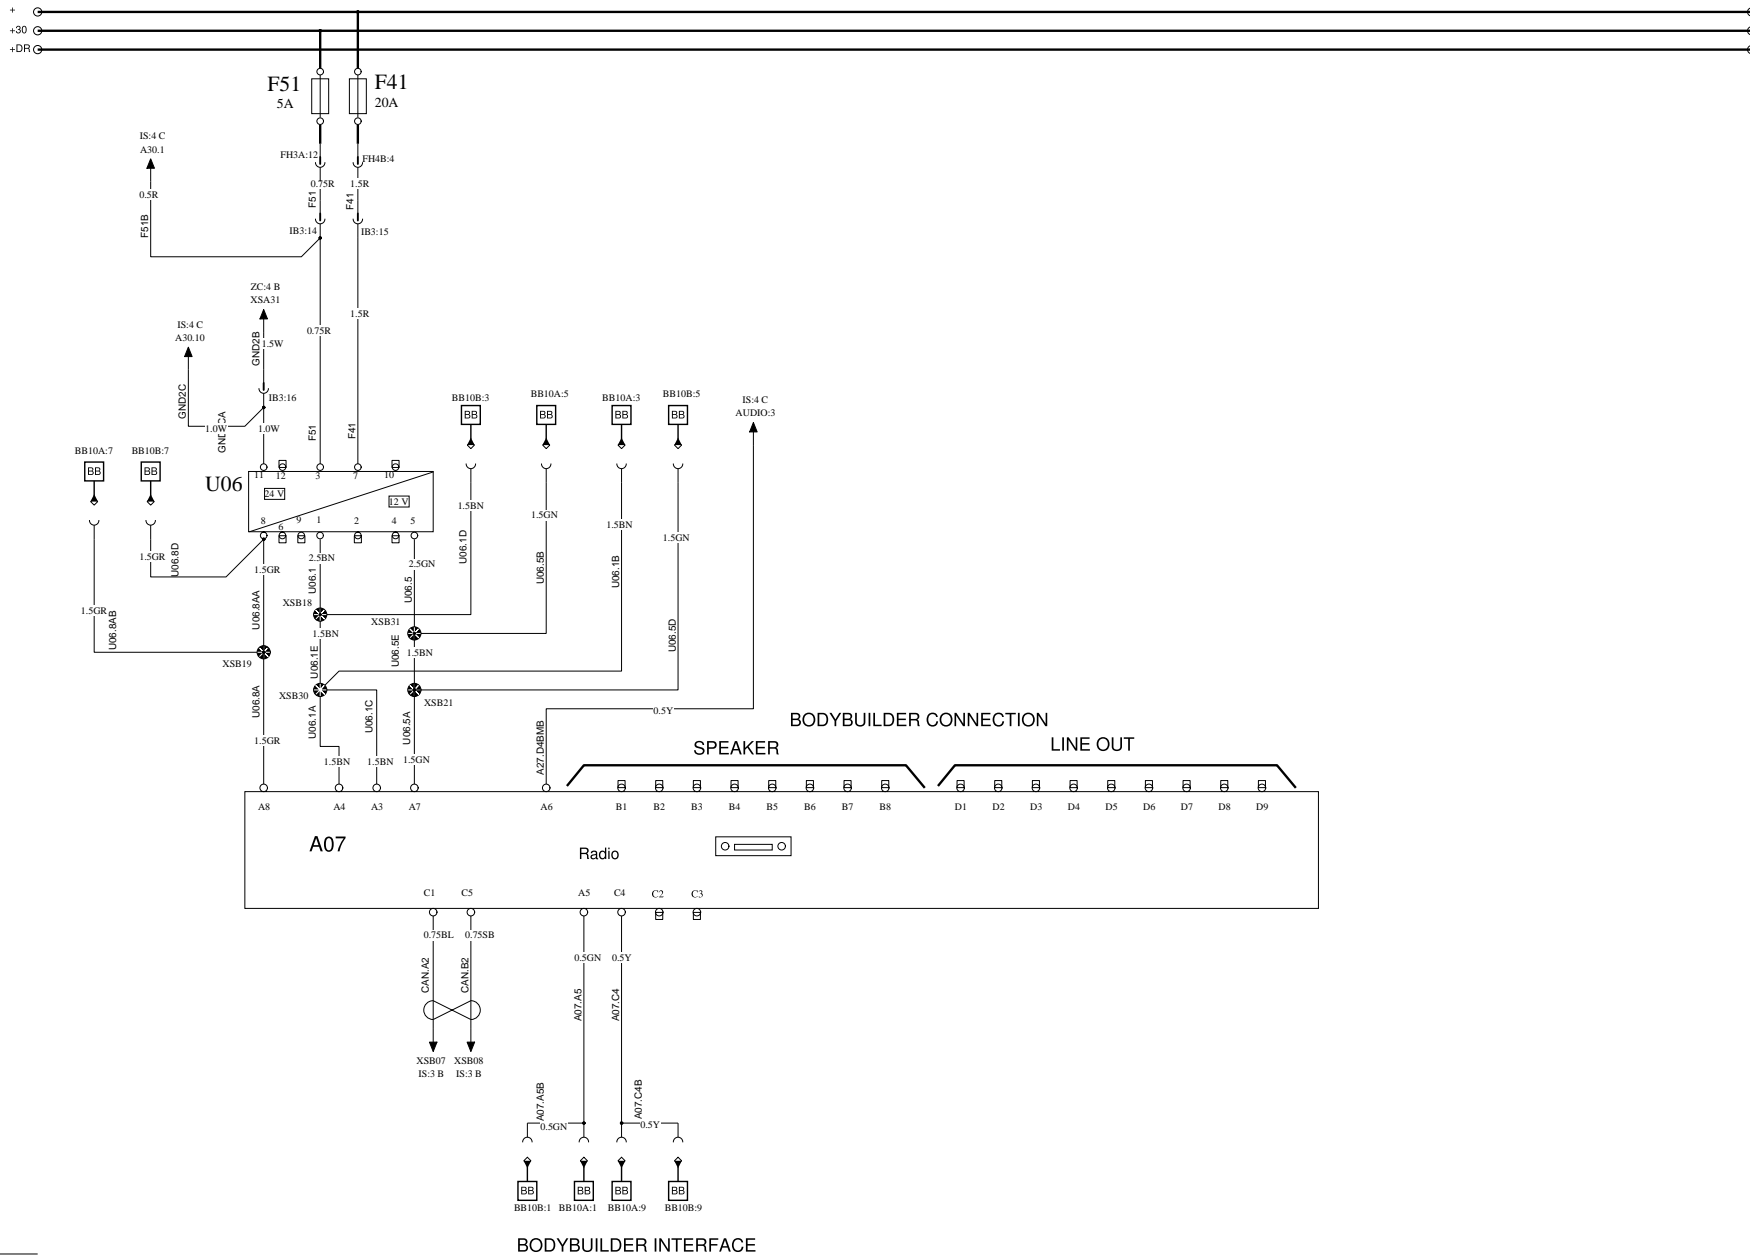 +
+30
+DR
F51
5A
F41
20A
IS:4 C
A30.1
FH3A:12
FH4B:4
0.5R
0.75R
1.5R
F51B
F51
F41
IB3:14
IB3:15
ZC:4 B
XSA31
IS:4 C
A30.10
GND2B
1.5W
0.75R
1.5R
GND2C
IB3:16
1.0W
1.0W
F51
F41
BB10A:7
BB10B:7
BB
BB
BB10B:3
BB10A:5
BB10A:3
BB10B:5
BB
BB
BB
BB
IS:4 C
AUDIO:3
U06
11
12
3
7
10
24 V
12 V
8
6
9
1
2
4
5
1.5GR
U06.8D
1.5GR
2.5BN
2.5GN
1.5BN
U06.1D
1.5GN
U06.5B
1.5BN
U06.1B
1.5GN
U06.5D
1.5GR
U06.8AB
U06.8AA
U06.1
U06.5
XSB18
XSB31
1.5BN
U06.1E
U06.5E
1.5BN
XSB19
XSB30
XSB21
U06.8A
U06.1A
U06.1C
U06.5A
1.5GR
1.5BN
1.5BN
1.5GN
0.5Y
A27.D4BMB
BODYBUILDER CONNECTION
SPEAKER
LINE OUT
A8
A4
A3
A7
A6
B1
B2
B3
B4
B5
B6
B7
B8
D1
D2
D3
D4
D5
D6
D7
D8
D9
A07
Radio
C1
C5
A5
C4
C2
C3
0.75BL
0.75SB
0.5GN
0.5Y
CAN.A2
CAN.B2
A07.A5
A07.C4
XSB07
IS:3 B
XSB08
IS:3 B
A07.A5B
A07.C4B
0.5GN
0.5Y
BB
BB
BB
BB
BB10B:1
BB10A:1
BB10A:9
BB10B:9
BODYBUILDER INTERFACE